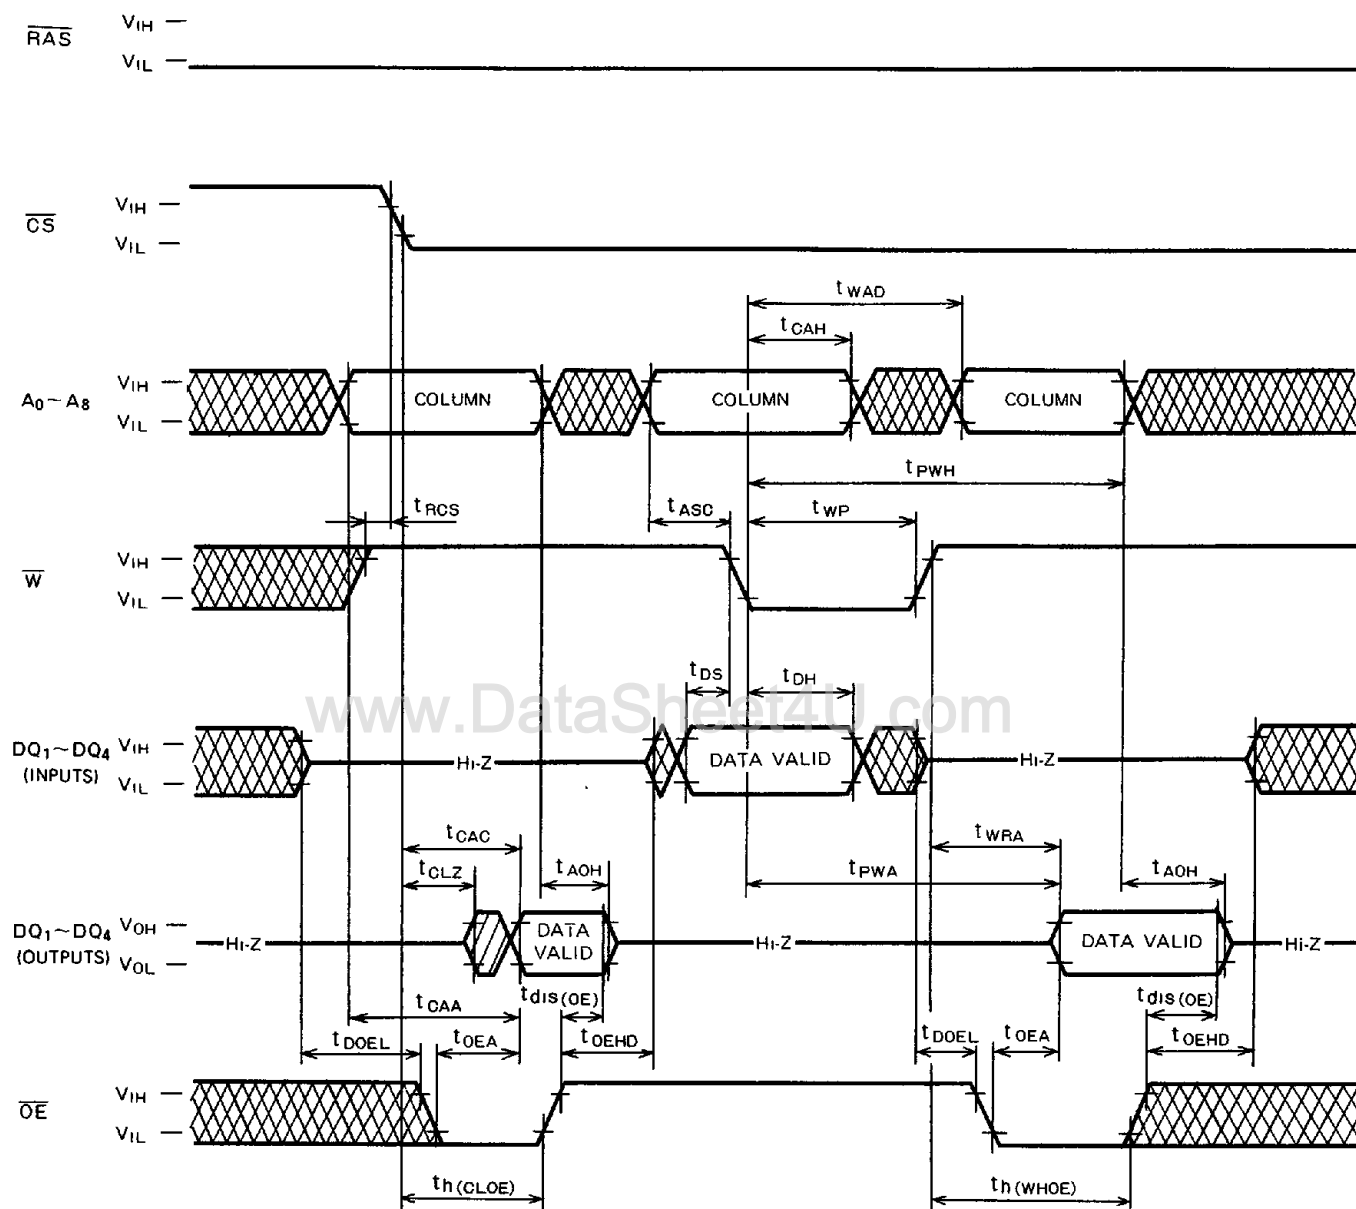 RAS
VIH
VIL
CS
VIH
VIL
tWAD
tCAH
A0~A8
VIH
VIL
COLUMN
COLUMN
COLUMN
tPWH
tRCS
tASC
tWP
W
VIH
VIL
tDS
tDH
www.DataSheet4U.com
DQ1~DQ4
(INPUTS)
VIH
VIL
Hi-Z
DATA VALID
Hi-Z
tCAC
tWRA
tCLZ
tAOH
tPWA
tAOH
DQ1~DQ4
(OUTPUTS)
VOH
VOL
Hi-Z
DATA
VALID
Hi-Z
DATA VALID
Hi-Z
tCAA
tdis(OE)
tdis(OE)
tDOEL
tOEA
tOEHD
tDOEL
tOEA
tOEHD
OE
VIH
VIL
th(CLOE)
th(WHOE)